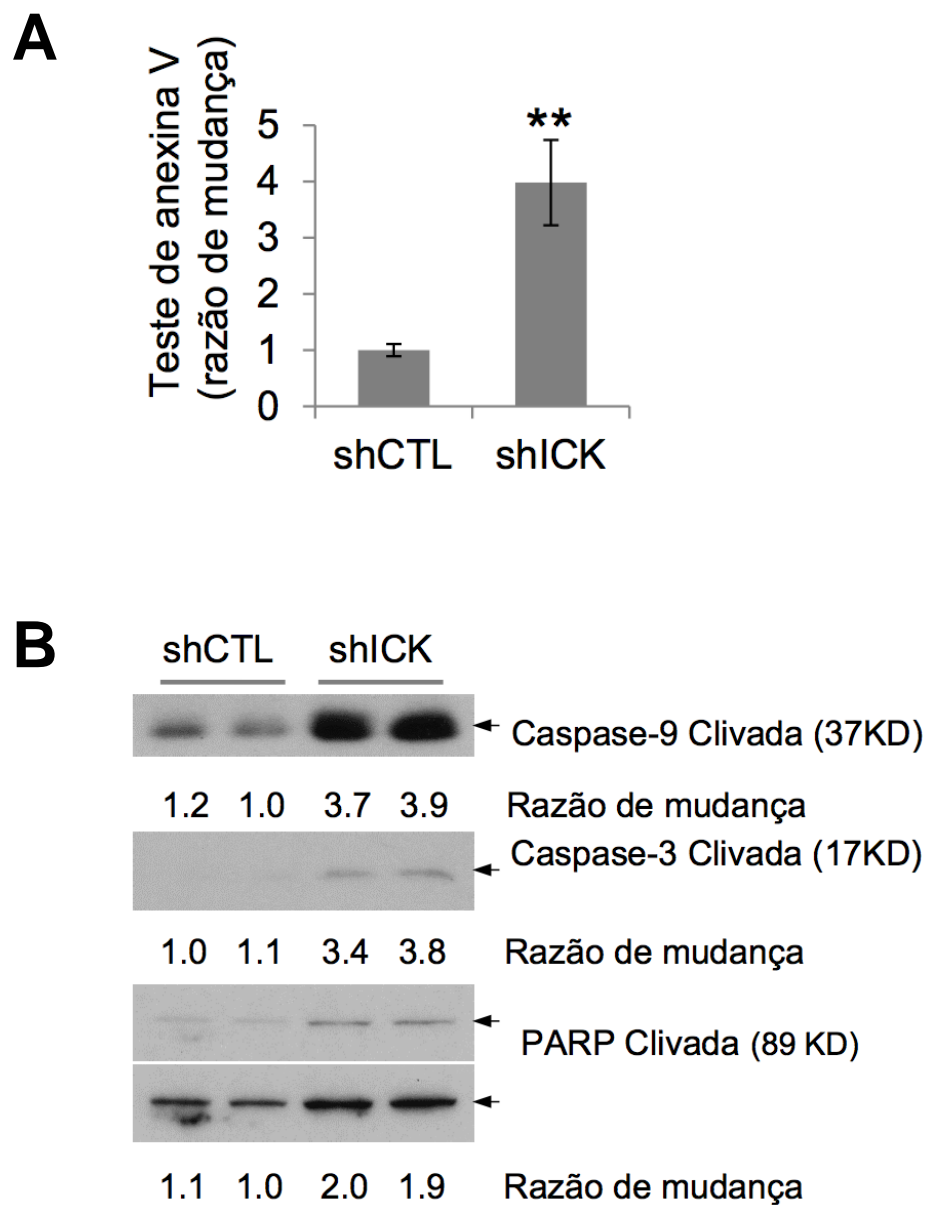 A
Teste de anexina V
(razão de mudança)
5
4
3
2
1
0
**
shCTL shICK
B
shCTL shICK
Caspase-9 Clivada (37KD)
1.2 1.0 3.7 3.9 Razão de mudança
Caspase-3 Clivada (17KD)
1.0 1.1 3.4 3.8 Razão de mudança
PARP Clivada (89 KD)
1.1 1.0 2.0 1.9 Razão de mudança